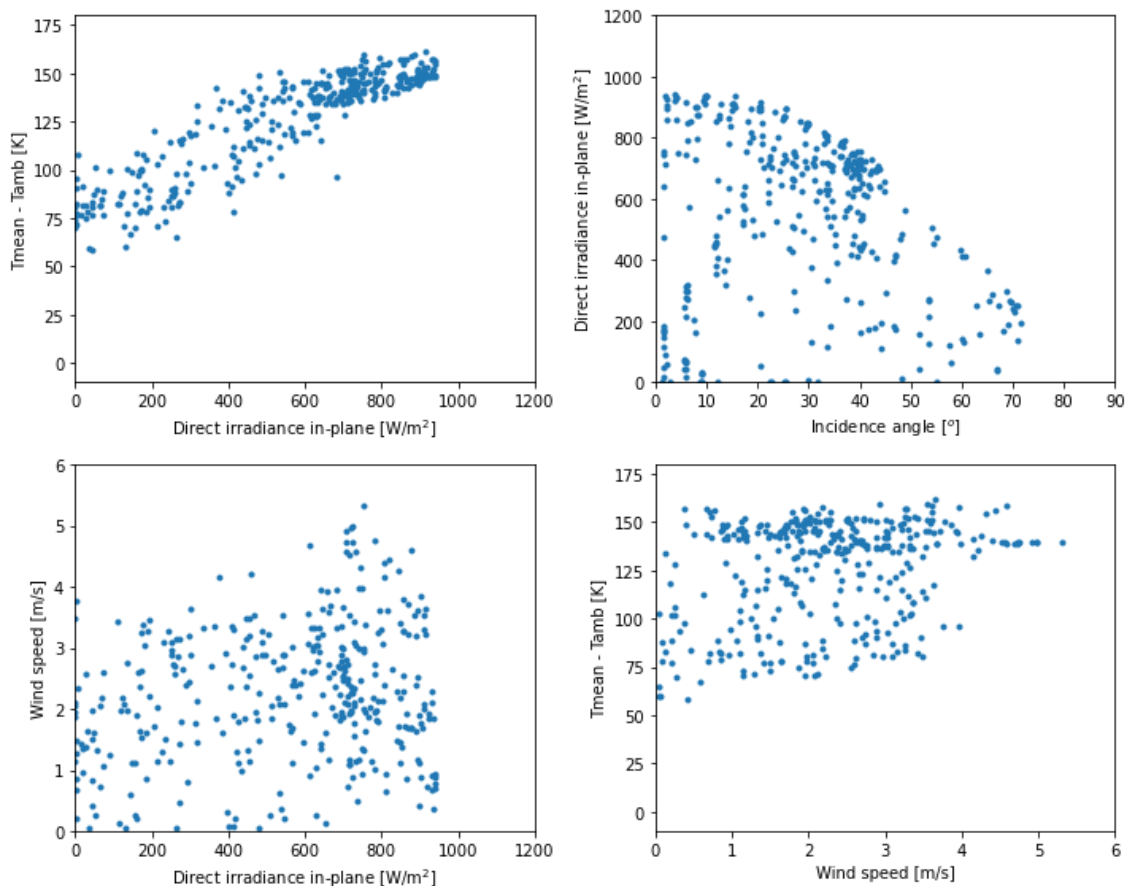 175
150
125
100
75
50
25
0
Tmean - Tamb [K]
0 200 400 600 800 1000 1200
Direct irradiance in-plane [W/m²]
1200
1000
800
600
400
200
0
Direct irradiance in-plane [W/m²]
0 10 20 30 40 50 60 70 80 90
Incidence angle [°]
6
5
4
3
2
1
0
Wind speed [m/s]
0 200 400 600 800 1000 1200
Direct irradiance in-plane [W/m²]
175
150
125
100
75
50
25
0
Tmean - Tamb [K]
0 1 2 3 4 5 6
Wind speed [m/s]